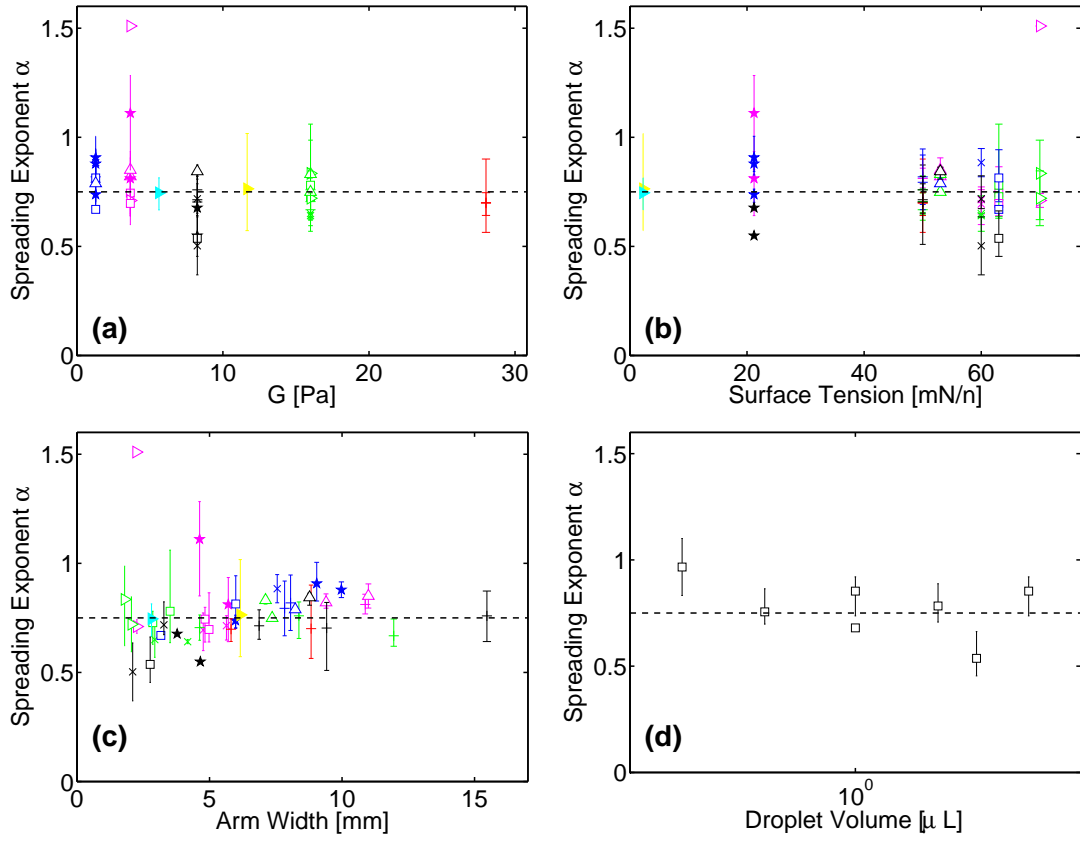 1.5
1
0.5
0
Spreading Exponent α
(a)
0 10 20 30
G [Pa]
1.5
1
0.5
0
Spreading Exponent α
(b)
0 20 40 60
Surface Tension [mN/n]
1.5
1
0.5
0
Spreading Exponent α
(c)
0 5 10 15
Arm Width [mm]
1.5
1
0.5
0
Spreading Exponent α
(d)
10^0
Droplet Volume [μ L]